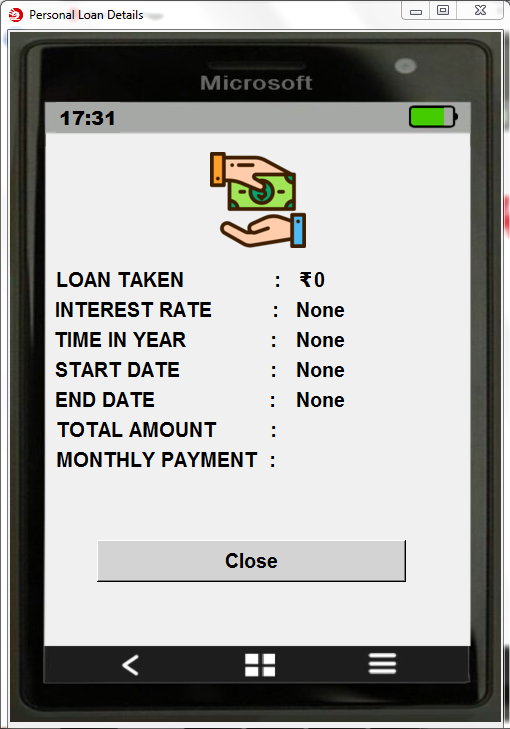 Personal Loan Details
Microsoft
17:31
LOAN TAKEN : ₹0
INTEREST RATE : None
TIME IN YEAR : None
START DATE : None
END DATE : None
TOTAL AMOUNT :
MONTHLY PAYMENT :
Close